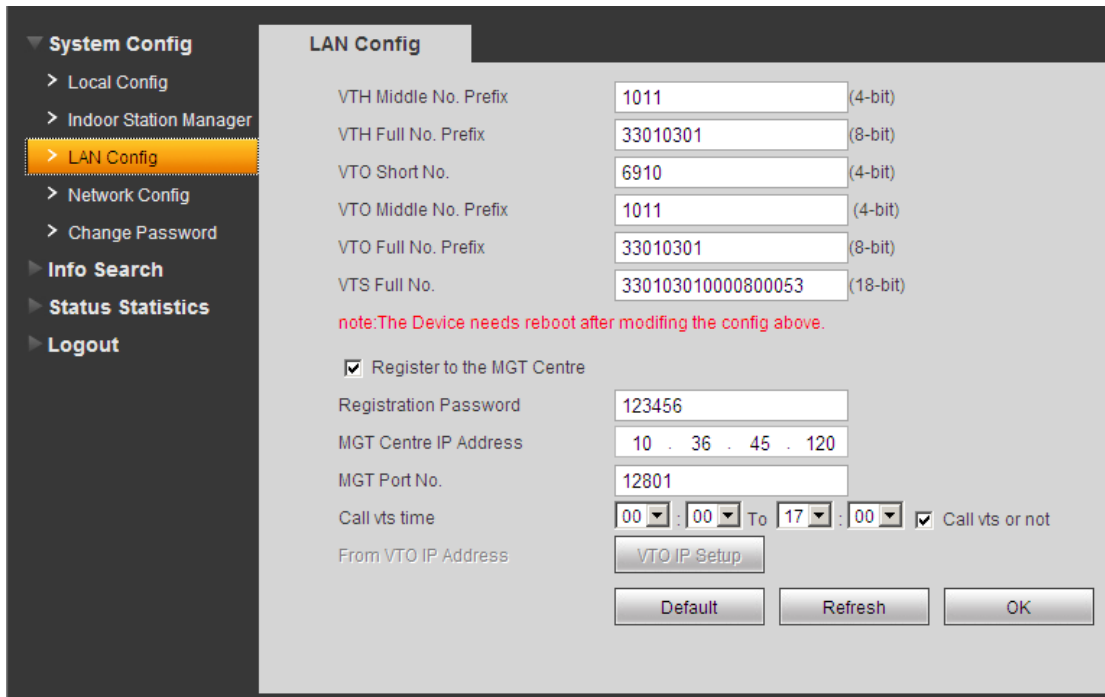 System Config
Local Config
Indoor Station Manager
LAN Config
Network Config
Change Password
Info Search
Status Statistics
Logout
LAN Config
VTH Middle No. Prefix 1011 (4-bit)
VTH Full No. Prefix 33010301 (8-bit)
VTO Short No. 6910 (4-bit)
VTO Middle No. Prefix 1011 (4-bit)
VTO Full No. Prefix 33010301 (8-bit)
VTS Full No. 330103010000800053 (18-bit)
note:The Device needs reboot after modifing the config above.
Register to the MGT Centre
Registration Password 123456
MGT Centre IP Address 10 . 36 . 45 . 120
MGT Port No. 12801
Call vts time 00 : 00 To 17 : 00 Call vts or not
From VTO IP Address VTO IP Setup
Default Refresh OK